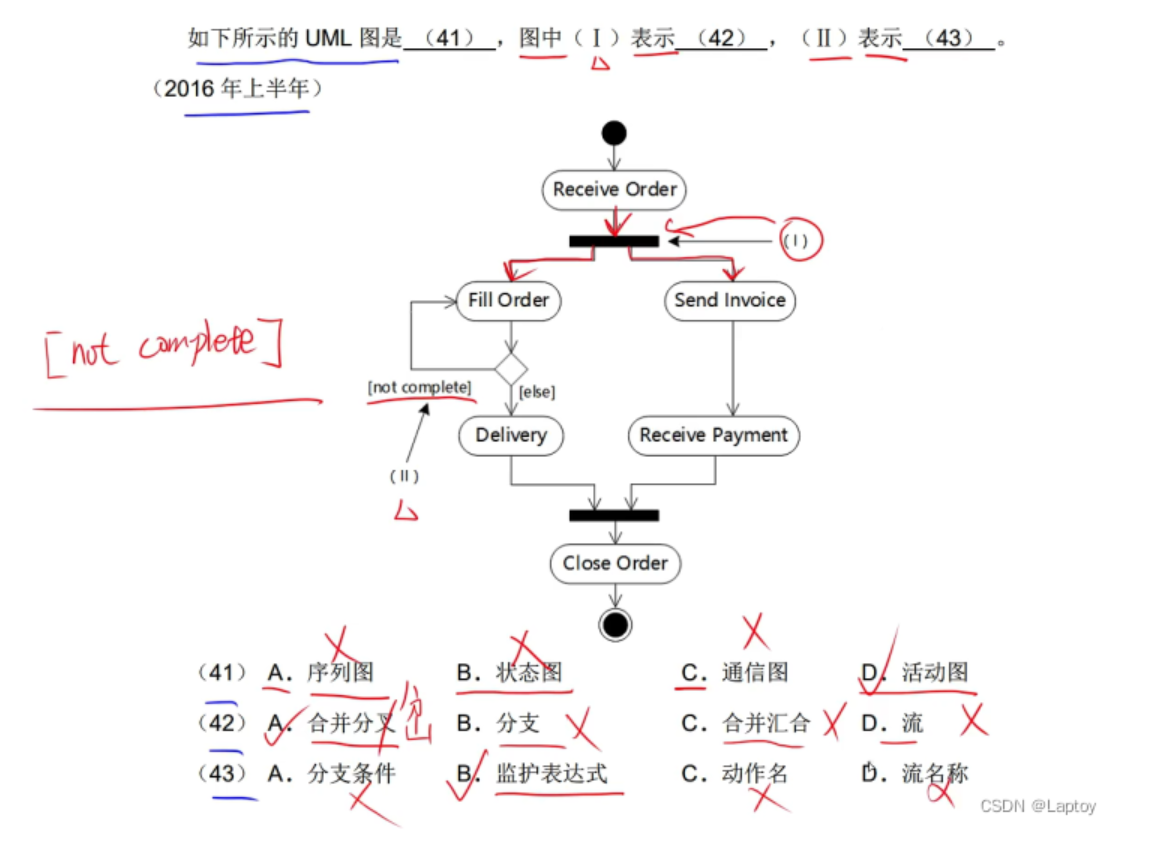 如下所示的 UML 图是 （41） ，图中（Ⅰ）表示 （42） ，（Ⅱ）表示 （43） 。
（2016 年上半年）
Receive Order
(I)
Fill Order
Send Invoice
[not complete]
[not complete]
[else]
Delivery
Receive Payment
(II)
Close Order
（41） A．序列图 B．状态图 C．通信图 D．活动图
（42） A．合并分叉 B．分支 C．合并汇合 D．流
（43） A．分支条件 B．监护表达式 C．动作名 D．流名称
CSDN @Laptoy